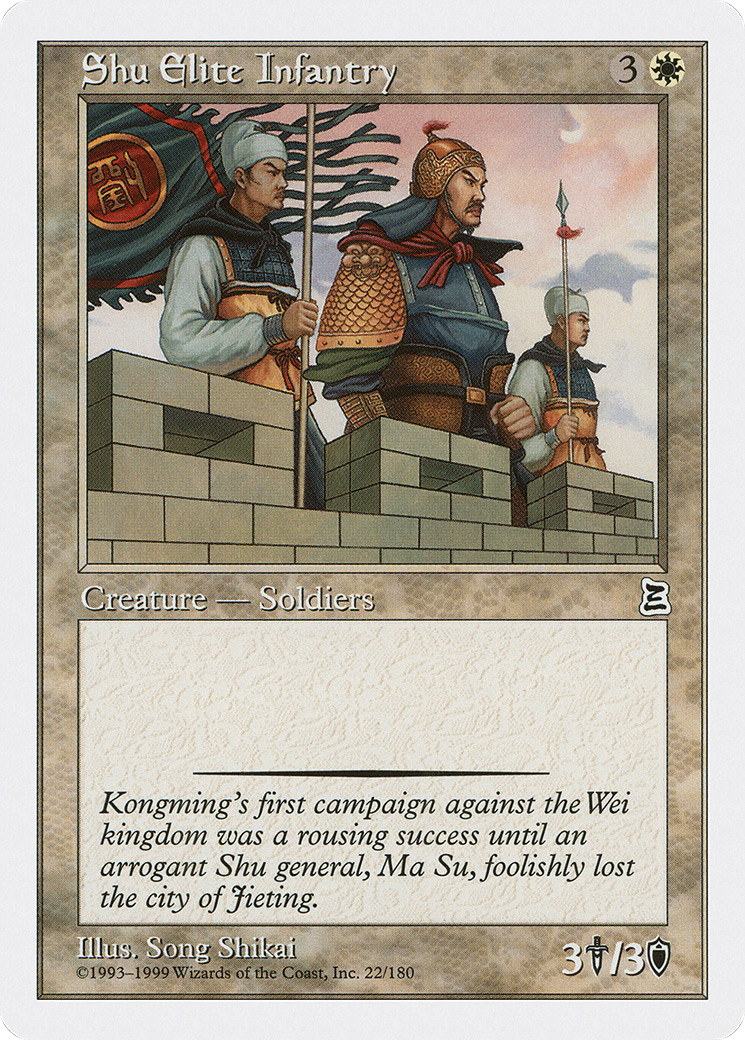 Shu Elite Infantry 3
Creature — Soldiers
Kongming's first campaign against the Wei
kingdom was a rousing success until an
arrogant Shu general, Ma Su, foolishly lost
the city of Jieting.
Illus. Song Shikai
©1993–1999 Wizards of the Coast, Inc. 22/180
3/3